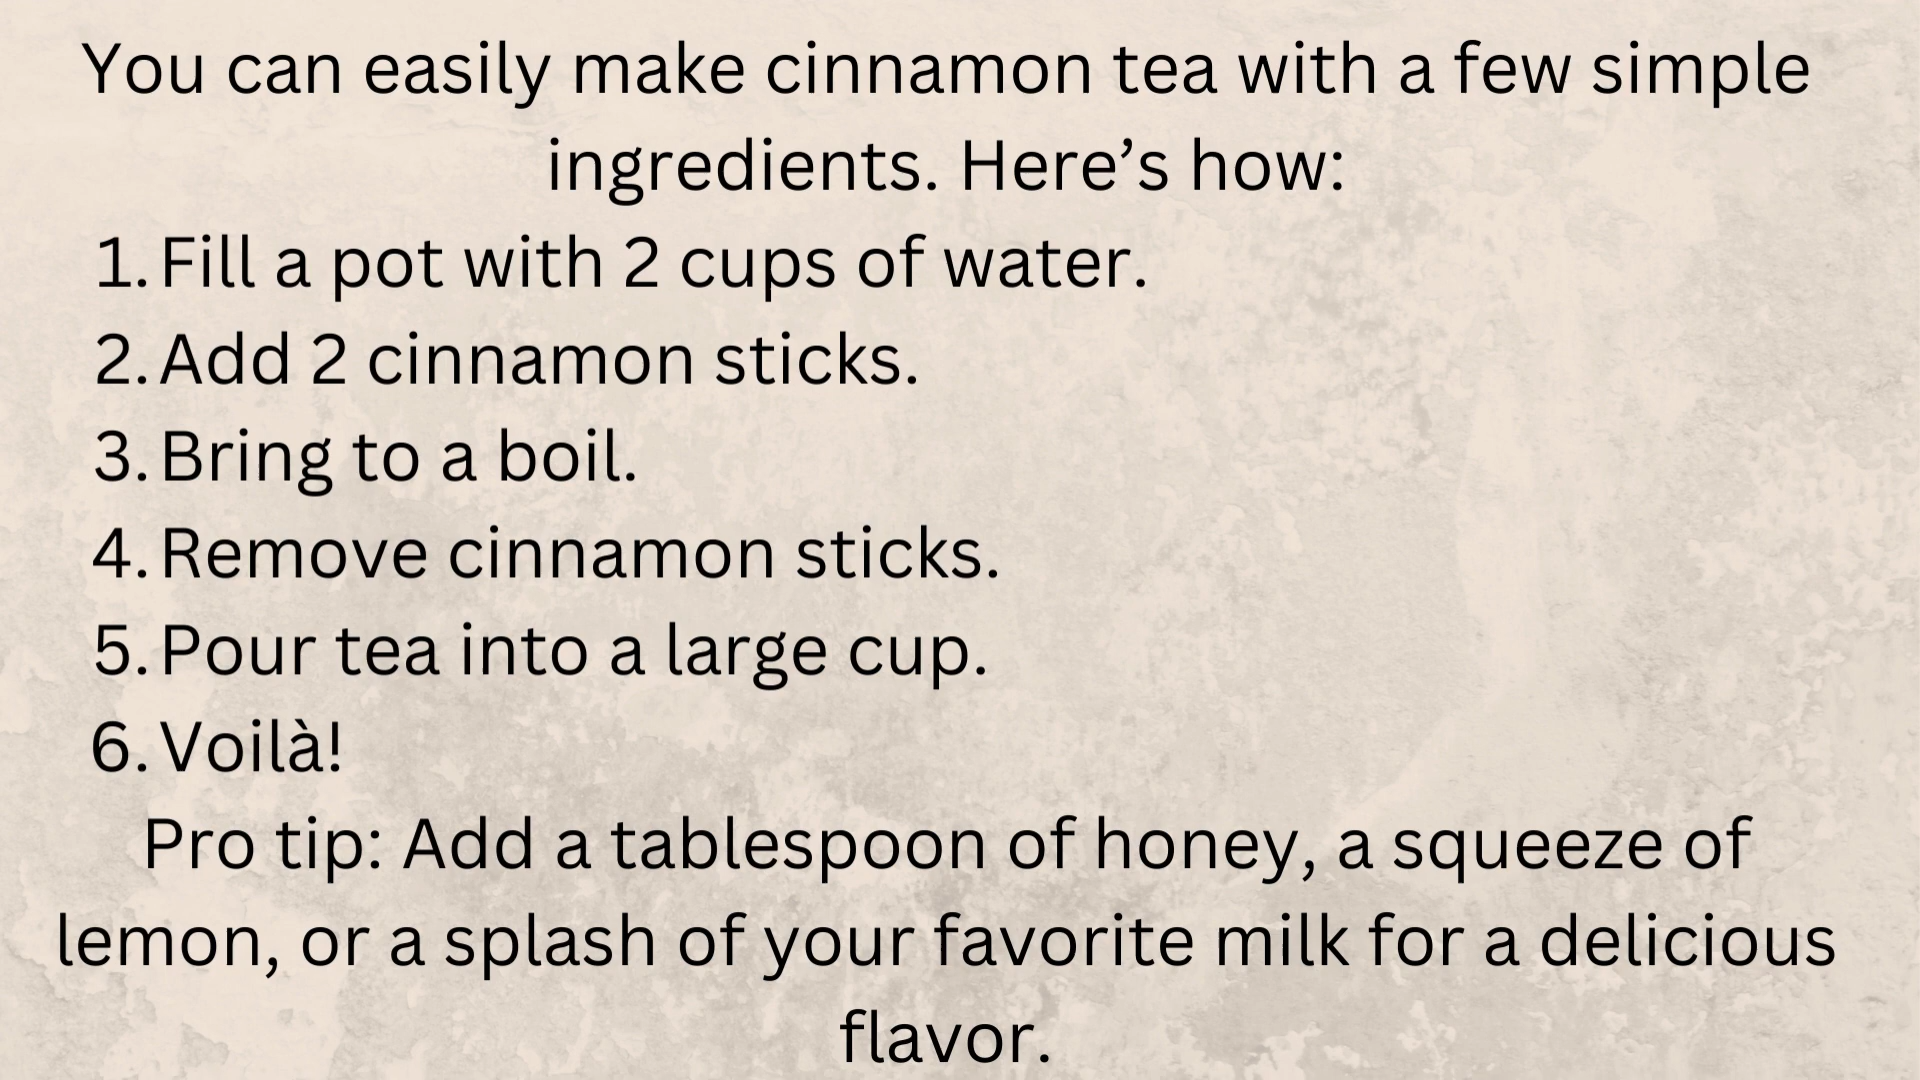 You can easily make cinnamon tea with a few simple
ingredients. Here’s how:
1. Fill a pot with 2 cups of water.
2. Add 2 cinnamon sticks.
3. Bring to a boil.
4. Remove cinnamon sticks.
5. Pour tea into a large cup.
6. Voilà!
Pro tip: Add a tablespoon of honey, a squeeze of
lemon, or a splash of your favorite milk for a delicious
flavor.